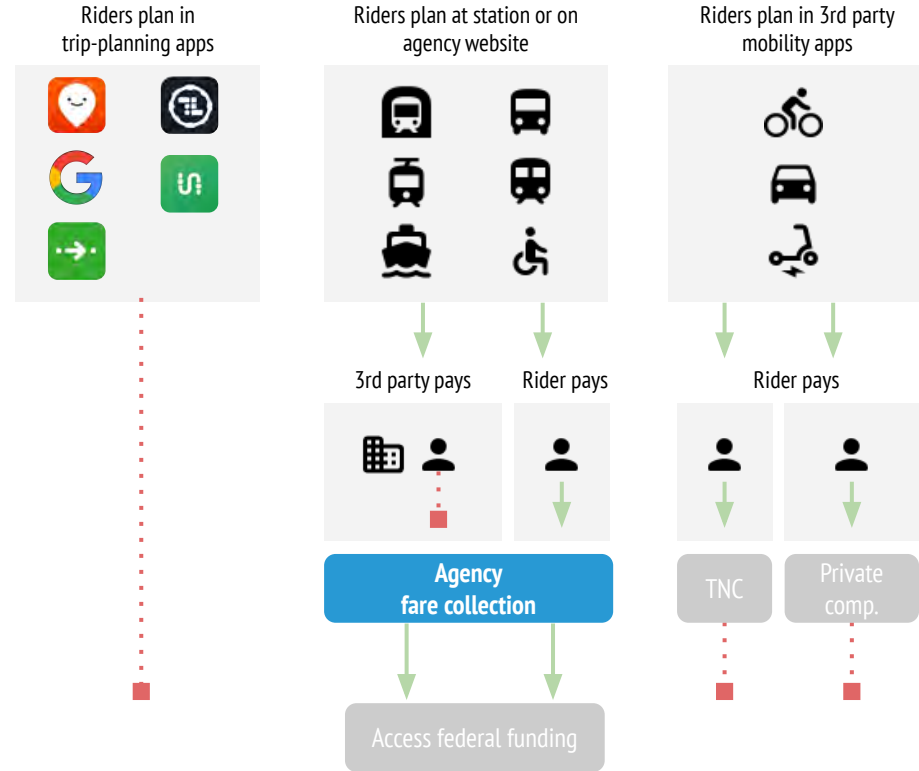 Riders plan in
trip-planning apps
Riders plan at station or on
agency website
Riders plan in 3rd party
mobility apps
3rd party pays
Rider pays
Rider pays
Agency
fare collection
TNC
Private
comp.
Access federal funding